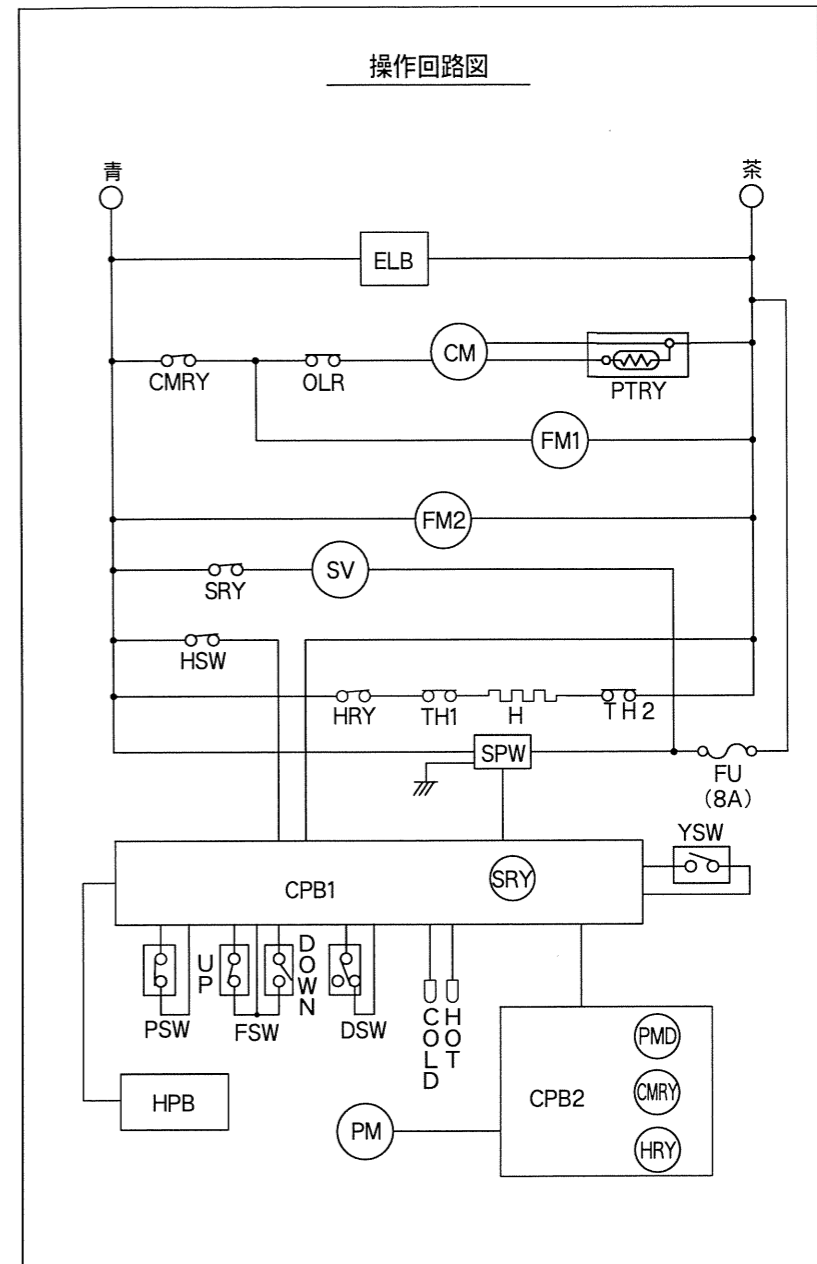 操作回路図
青
茶
ELB
CMRY
OLR
CM
PTRY
FM1
FM2
SRY
SV
HSW
HRY
TH1
H
TH2
SPW
FU
(8A)
YSW
CPB1
SRY
PSW
UP
FSW
DOWN
DSW
COLD
HOT
HPB
PM
CPB2
PMD
CMRY
HRY